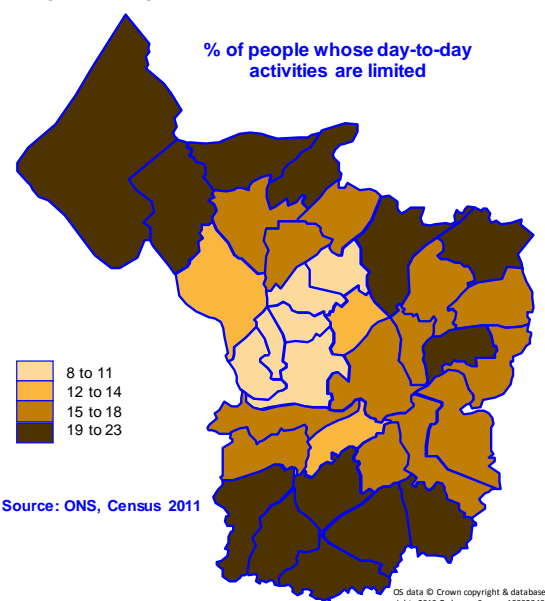 % of people whose day-to-day
activities are limited
8 to 11
12 to 14
15 to 18
19 to 23
Source: ONS, Census 2011
OS data © Crown copyright & database